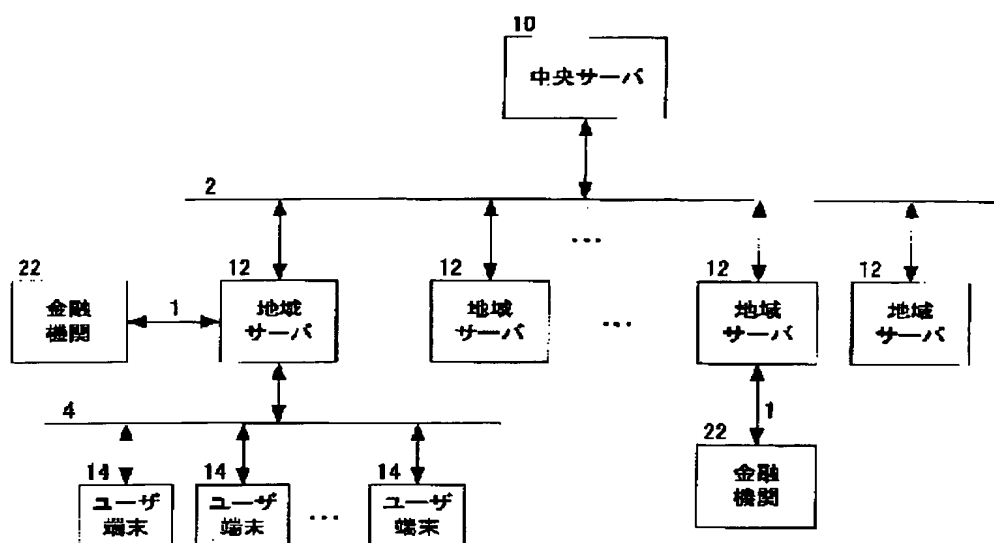 10
中央サーバ
2
...
22
金融
機関
1
12
地域
サーバ
12
地域
サーバ
...
12
地域
サーバ
12
地域
サーバ
4
1
22
金融
機関
14
ユーザ
端末
14
ユーザ
端末
...
14
ユーザ
端末